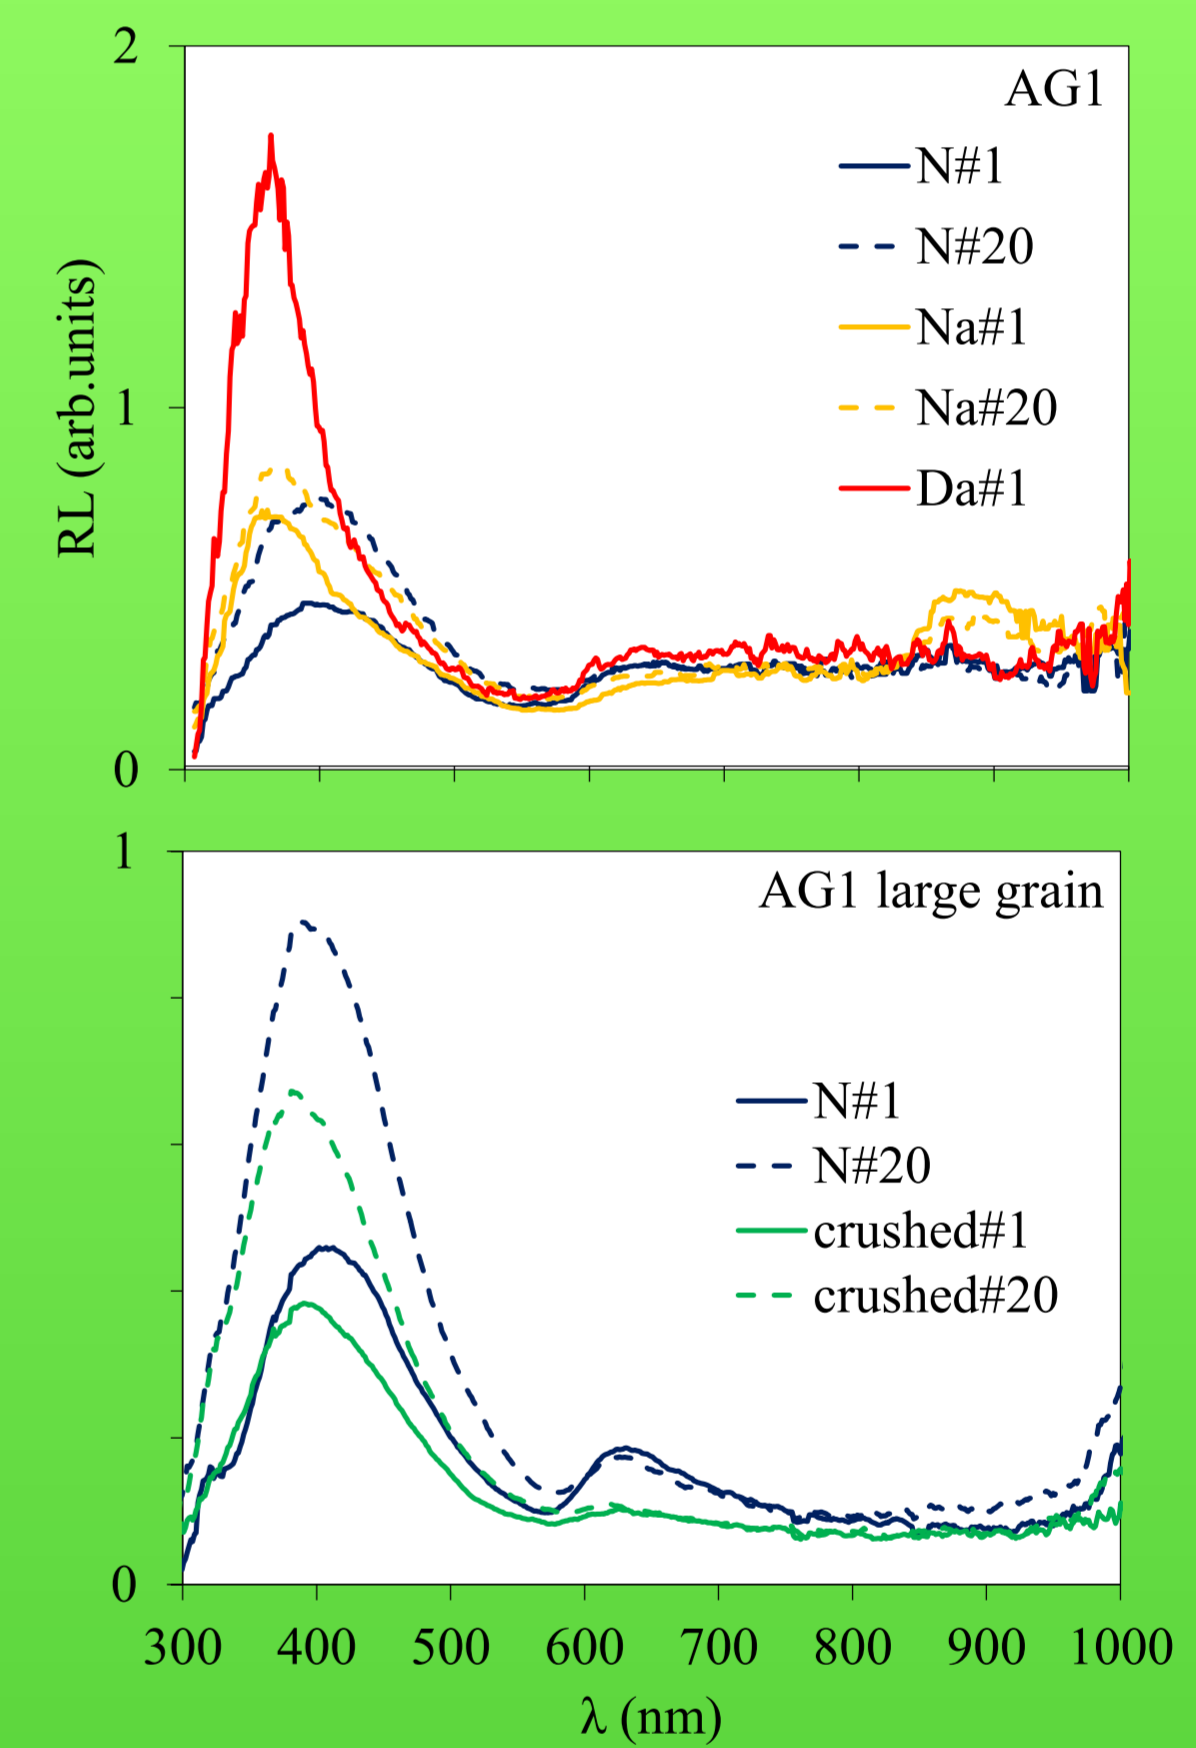 2
AG1
N#1
N#20
Na#1
Na#20
Da#1
RL (arb.units)
1
0
1
AG1 large grain
N#1
N#20
crushed#1
crushed#20
0
300 400 500 600 700 800 900 1000
λ (nm)